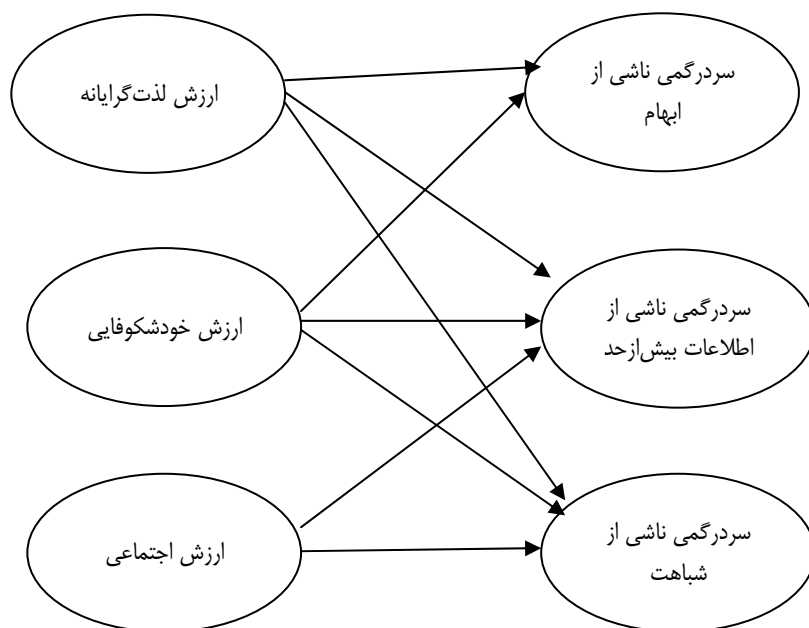 ارزش لذت‌گرایانه
سردرگمی ناشی از
ابهام
ارزش خودشکوفایی
سردرگمی ناشی از
اطلاعات بیش‌ازحد
ارزش اجتماعی
سردرگمی ناشی از
شباهت